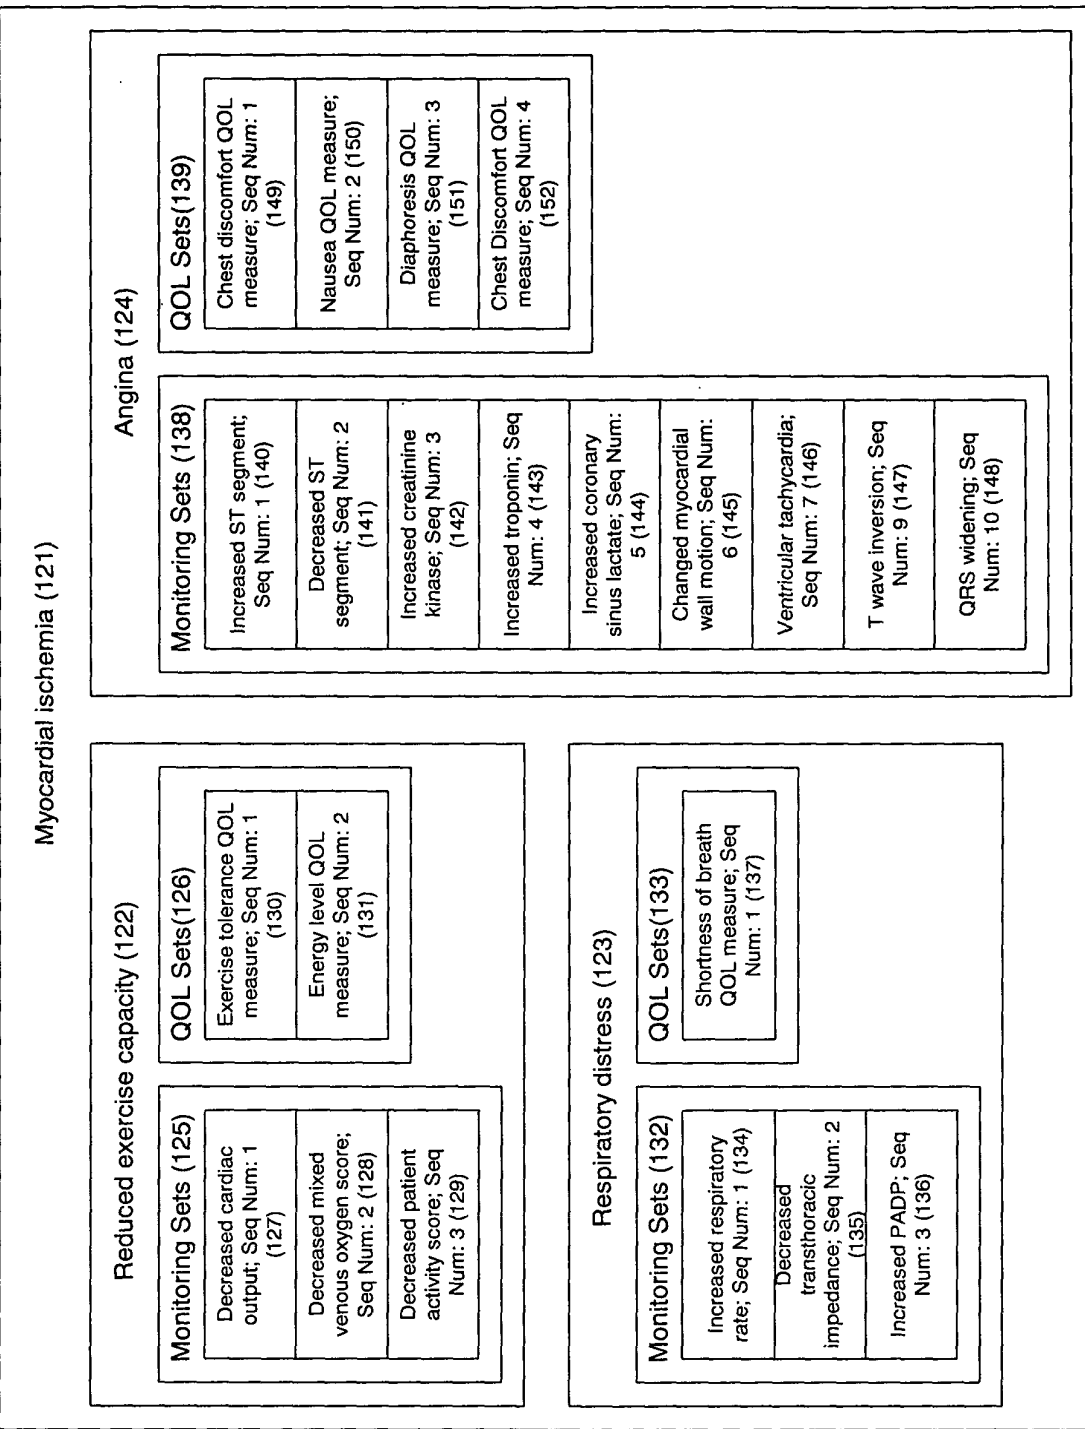 Myocardial ischemia (121)
Reduced exercise capacity (122)
Monitoring Sets (125)
Decreased cardiac
output; Seq Num: 1
(127)
Decreased mixed
venous oxygen score;
Seq Num: 2 (128)
Decreased patient
activity score; Seq
Num: 3 (129)
QOL Sets(126)
Exercise tolerance QOL
measure; Seq Num: 1
(130)
Energy level QOL
measure; Seq Num: 2
(131)
Respiratory distress (123)
Monitoring Sets (132)
Increased respiratory
rate; Seq Num: 1 (134)
Decreased
transthoracic
impedance; Seq Num: 2
(135)
Increased PADP; Seq
Num: 3 (136)
QOL Sets(133)
Shortness of breath
QOL measure; Seq
Num: 1 (137)
Angina (124)
Monitoring Sets (138)
Increased ST segment;
Seq Num: 1 (140)
Decreased ST
segment; Seq Num: 2
(141)
Increased creatinine
kinase; Seq Num: 3
(142)
Increased troponin; Seq
Num: 4 (143)
Increased coronary
sinus lactate; Seq Num:
5 (144)
Changed myocardial
wall motion; Seq Num:
6 (145)
Ventricular tachycardia;
Seq Num: 7 (146)
T wave inversion; Seq
Num: 9 (147)
QRS widening; Seq
Num: 10 (148)
QOL Sets(139)
Chest discomfort QOL
measure; Seq Num: 1
(149)
Nausea QOL measure;
Seq Num: 2 (150)
Diaphoresis QOL
measure; Seq Num: 3
(151)
Chest Discomfort QOL
measure; Seq Num: 4
(152)